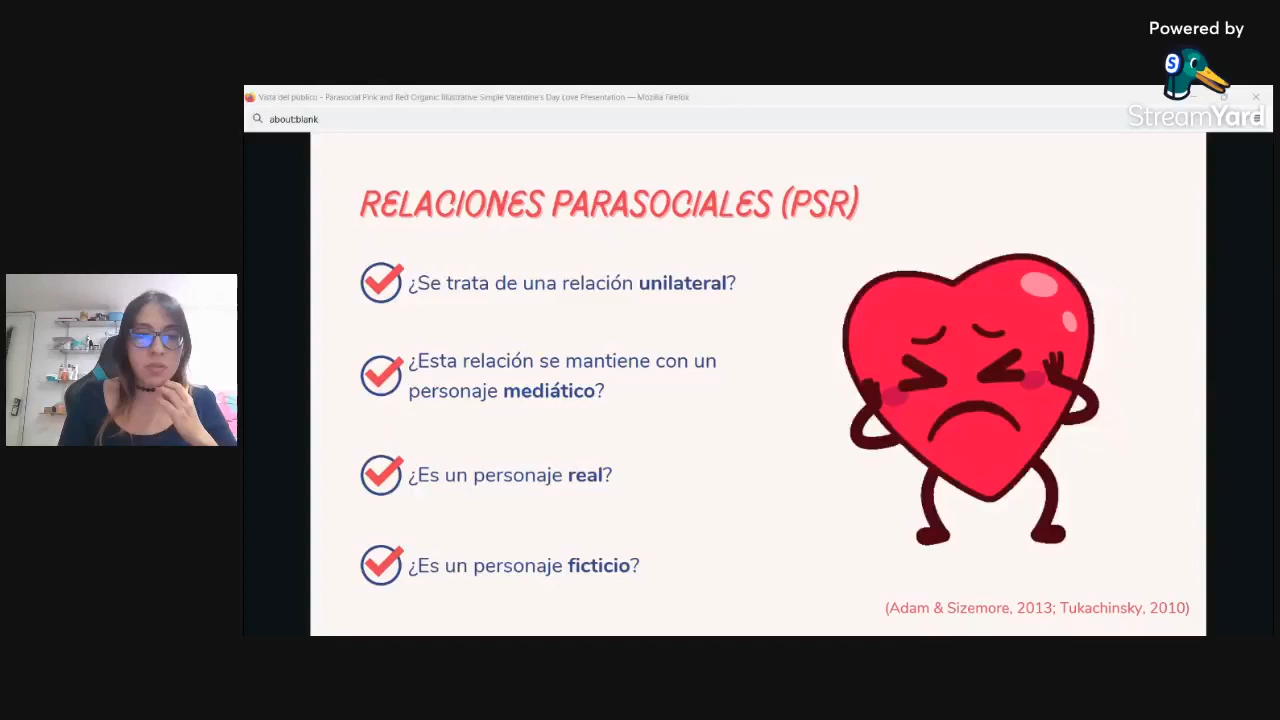 Powered by
S
StreamYard
Vista del público - Parasocial Pink and Red Organic Illustrative Simple Valentine's Day Love Presentation — Mozilla Firefox
about:blank
RELACIONES PARASOCIALES (PSR)
¿Se trata de una relación unilateral?
¿Esta relación se mantiene con un
personaje mediático?
¿Es un personaje real?
¿Es un personaje ficticio?
(Adam & Sizemore, 2013; Tukachinsky, 2010)